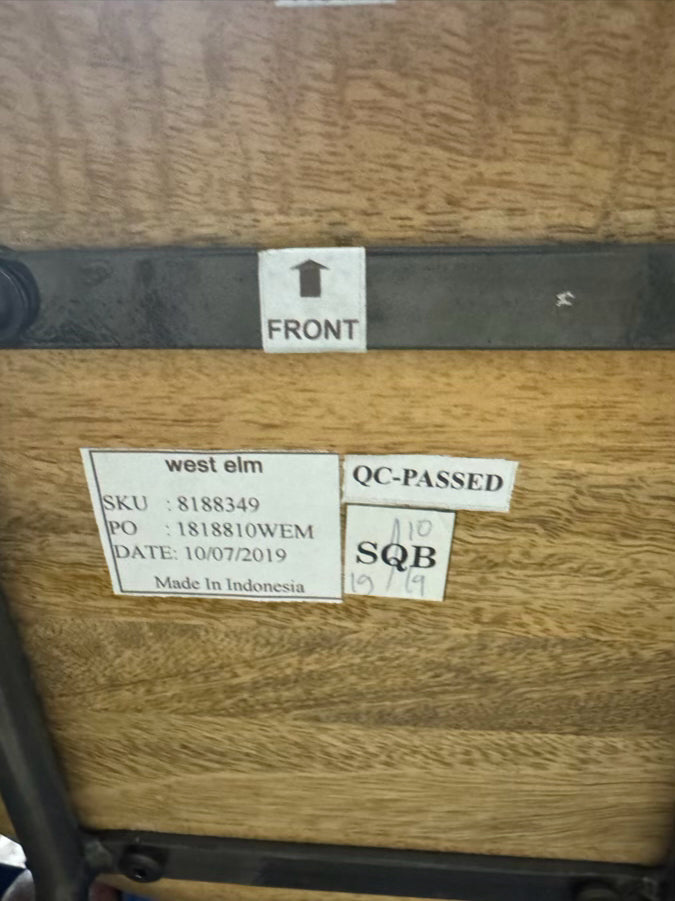 FRONT
west elm
SKU : 8188349
PO : 1818810WEM
DATE: 10/07/2019
Made In Indonesia
QC-PASSED
10
SQB
19 19